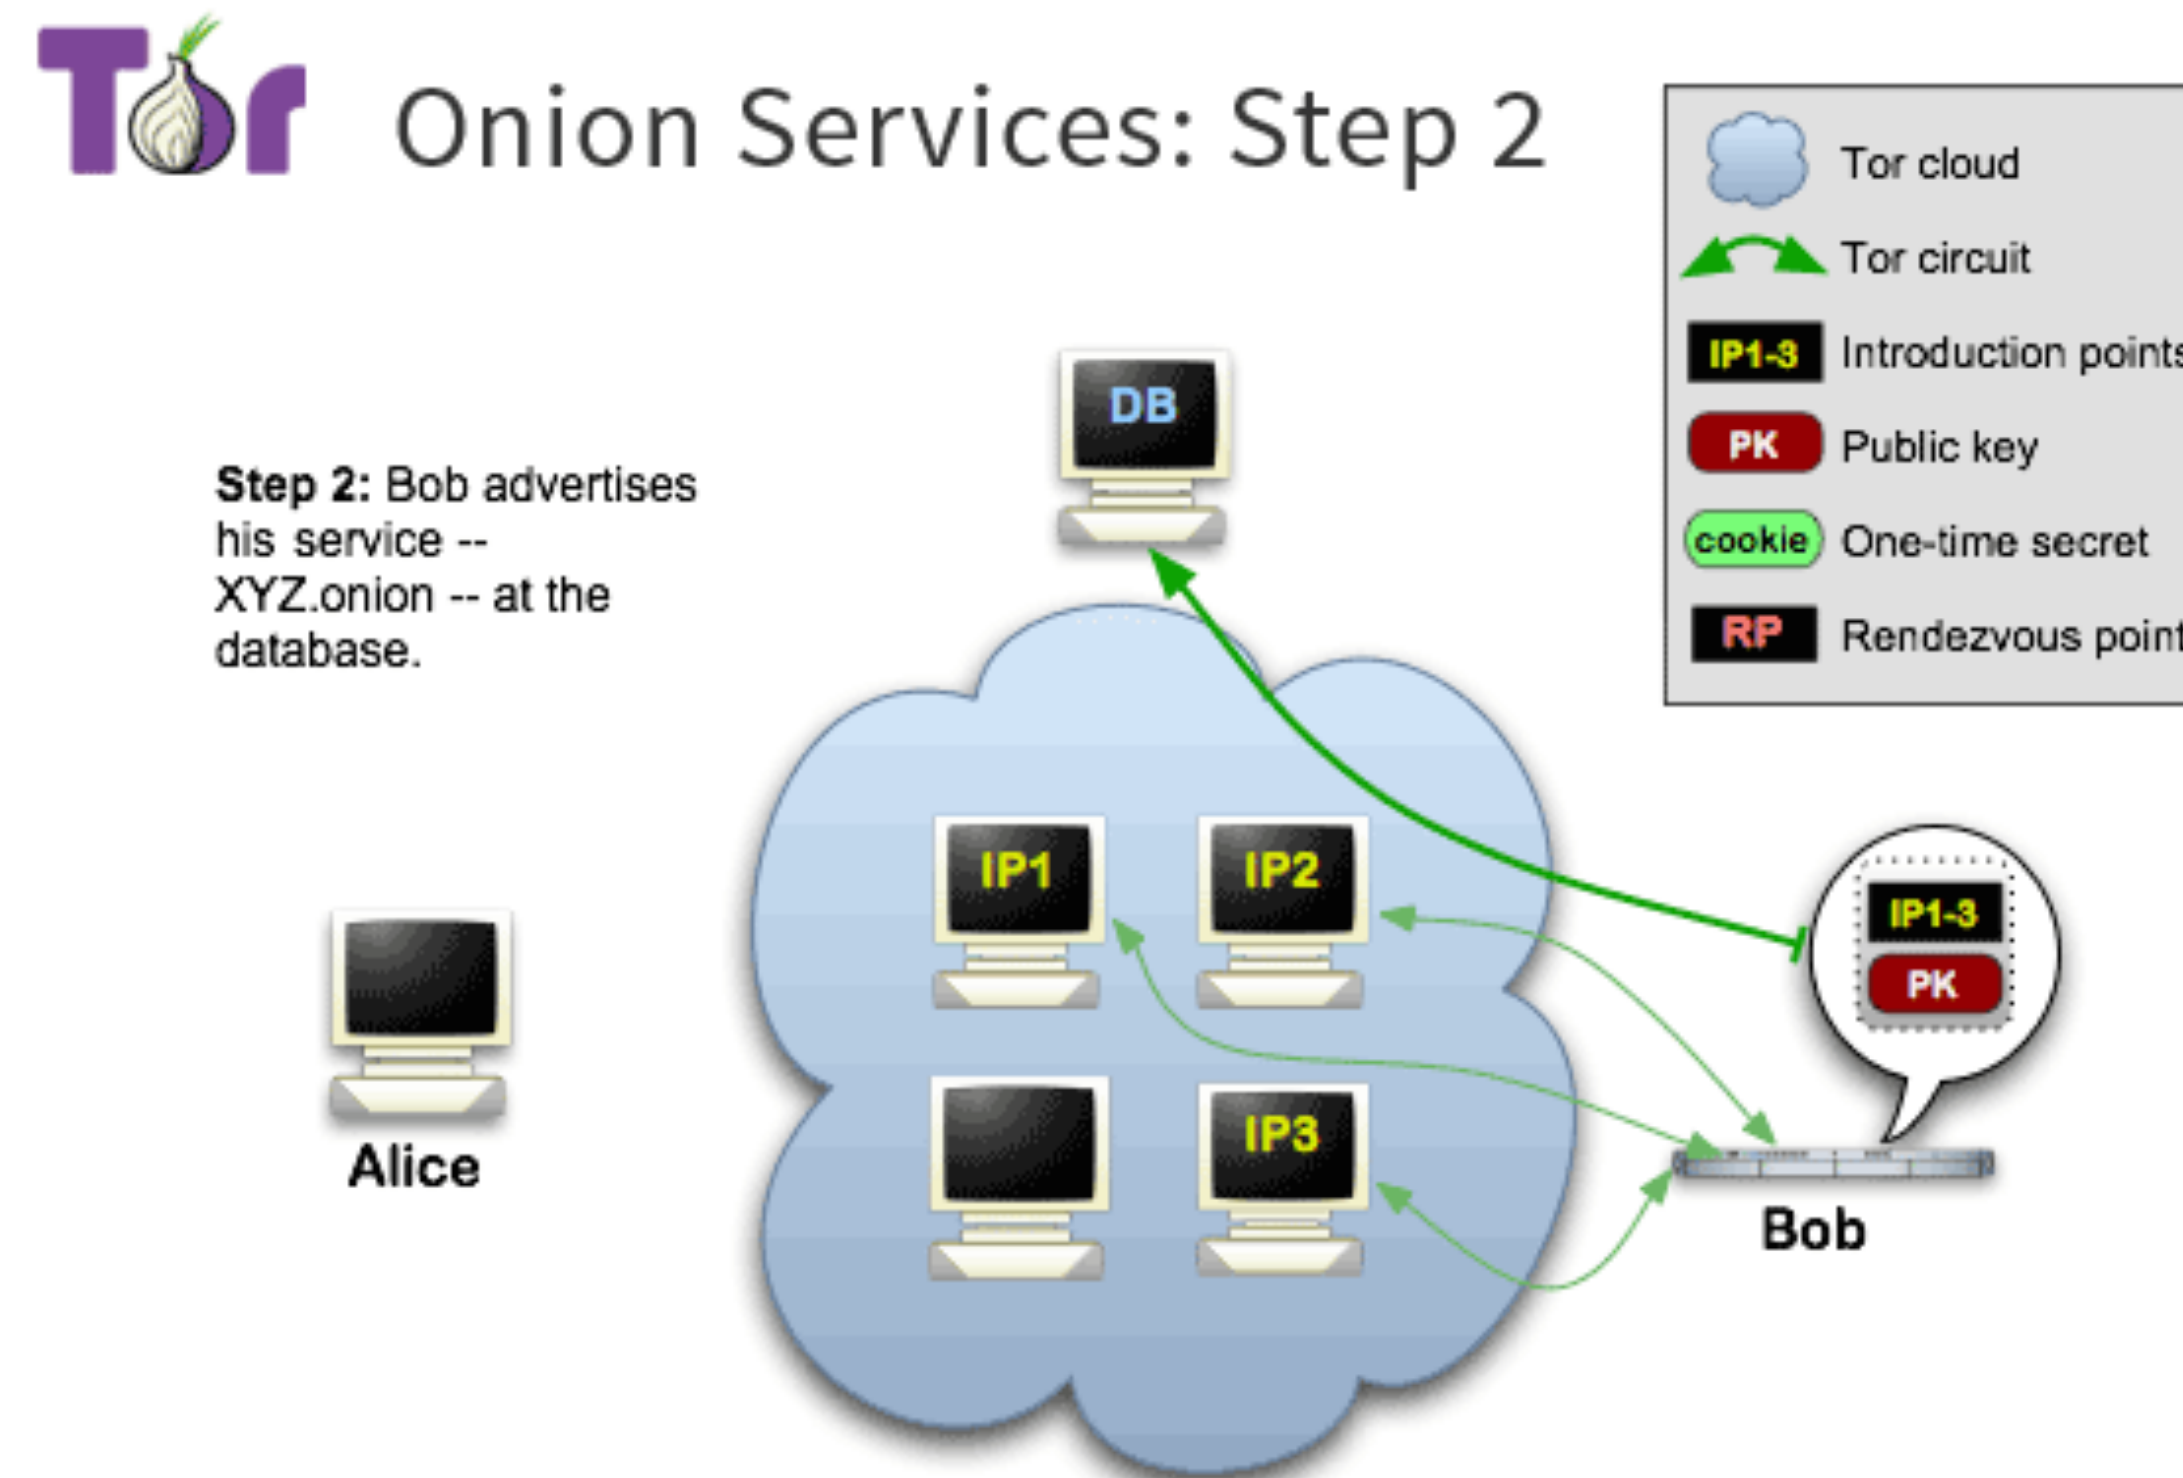 Tor
Onion Services: Step 2
Tor cloud
Tor circuit
IP1-3 Introduction points
PK Public key
cookie One-time secret
RP Rendezvous point
DB
Step 2: Bob advertises
his service --
XYZ.onion -- at the
database.
IP1
IP2
IP1-3
PK
IP3
Alice
Bob